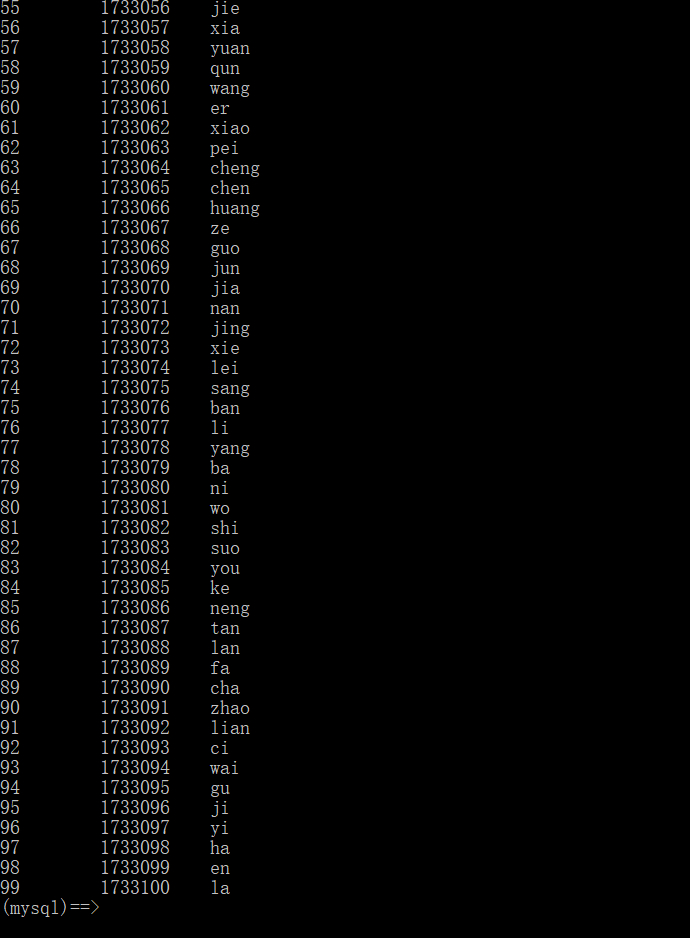 55 1733056 jie
56 1733057 xia
57 1733058 yuan
58 1733059 qun
59 1733060 wang
60 1733061 er
61 1733062 xiao
62 1733063 pei
63 1733064 cheng
64 1733065 chen
65 1733066 huang
66 1733067 ze
67 1733068 guo
68 1733069 jun
69 1733070 jia
70 1733071 nan
71 1733072 jing
72 1733073 xie
73 1733074 lei
74 1733075 sang
75 1733076 ban
76 1733077 li
77 1733078 yang
78 1733079 ba
79 1733080 ni
80 1733081 wo
81 1733082 shi
82 1733083 suo
83 1733084 you
84 1733085 ke
85 1733086 neng
86 1733087 tan
87 1733088 lan
88 1733089 fa
89 1733090 cha
90 1733091 zhao
91 1733092 lian
92 1733093 ci
93 1733094 wai
94 1733095 gu
95 1733096 ji
96 1733097 yi
97 1733098 ha
98 1733099 en
99 1733100 la
(mysql)==>